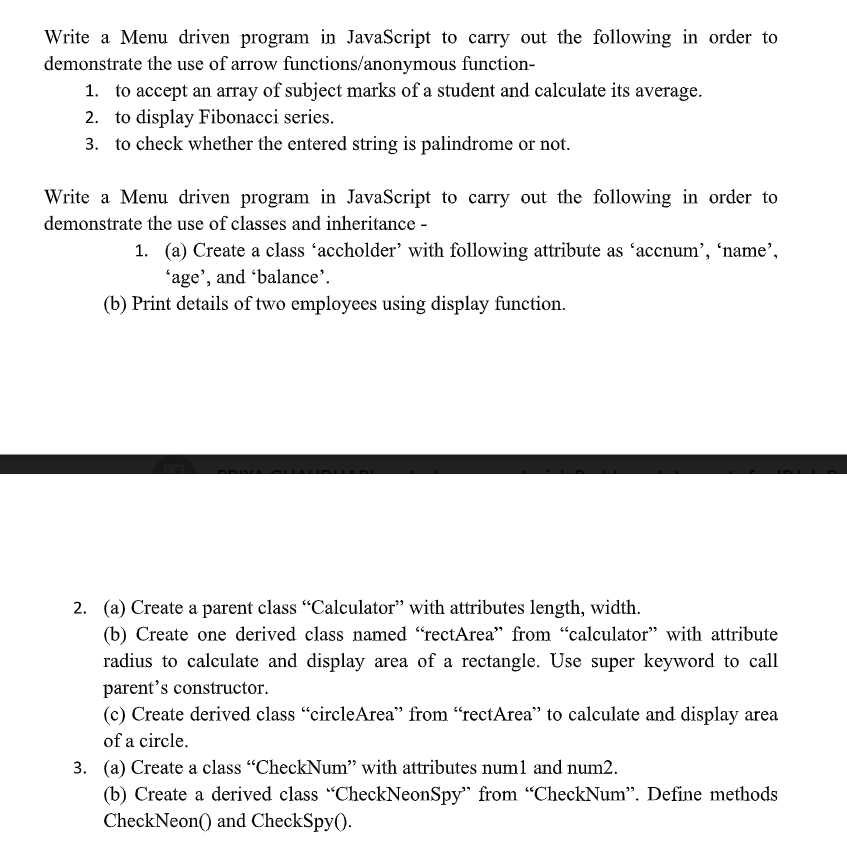 Write a Menu driven program in JavaScript to carry out the following in order to
demonstrate the use of arrow functions/anonymous function-
1. to accept an array of subject marks of a student and calculate its average.
2. to display Fibonacci series.
3. to check whether the entered string is palindrome or not.
Write a Menu driven program in JavaScript to carry out the following in order to
demonstrate the use of classes and inheritance -
1. (a) Create a class ‘accholder’ with following attribute as ‘accnum’, ‘name’,
‘age’, and ‘balance’.
(b) Print details of two employees using display function.
2. (a) Create a parent class “Calculator” with attributes length, width.
(b) Create one derived class named “rectArea” from “calculator” with attribute
radius to calculate and display area of a rectangle. Use super keyword to call
parent’s constructor.
(c) Create derived class “circleArea” from “rectArea” to calculate and display area
of a circle.
3. (a) Create a class “CheckNum” with attributes num1 and num2.
(b) Create a derived class “CheckNeonSpy” from “CheckNum”. Define methods
CheckNeon() and CheckSpy().